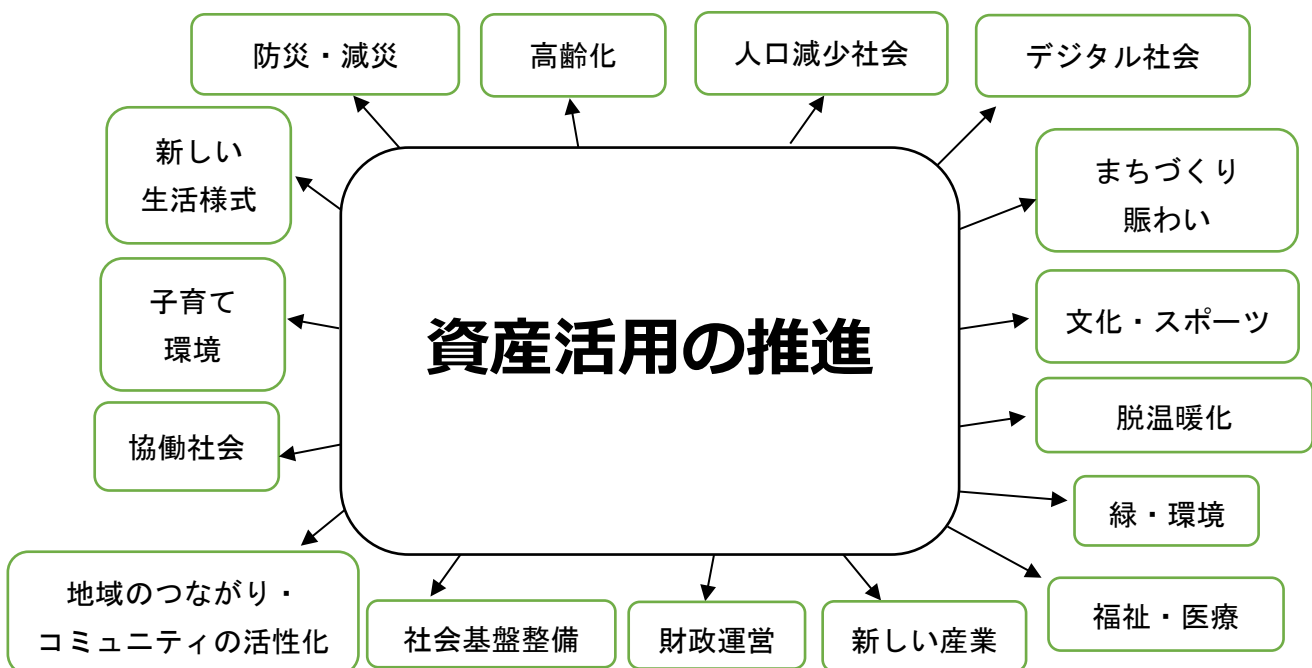 防災・減災
高齢化
人口減少社会
デジタル社会
新しい
生活様式
まちづくり
賑わい
子育て
環境
資産活用の推進
文化・スポーツ
協働社会
脱温暖化
緑・環境
地域のつながり・
コミュニティの活性化
社会基盤整備
財政運営
新しい産業
福祉・医療